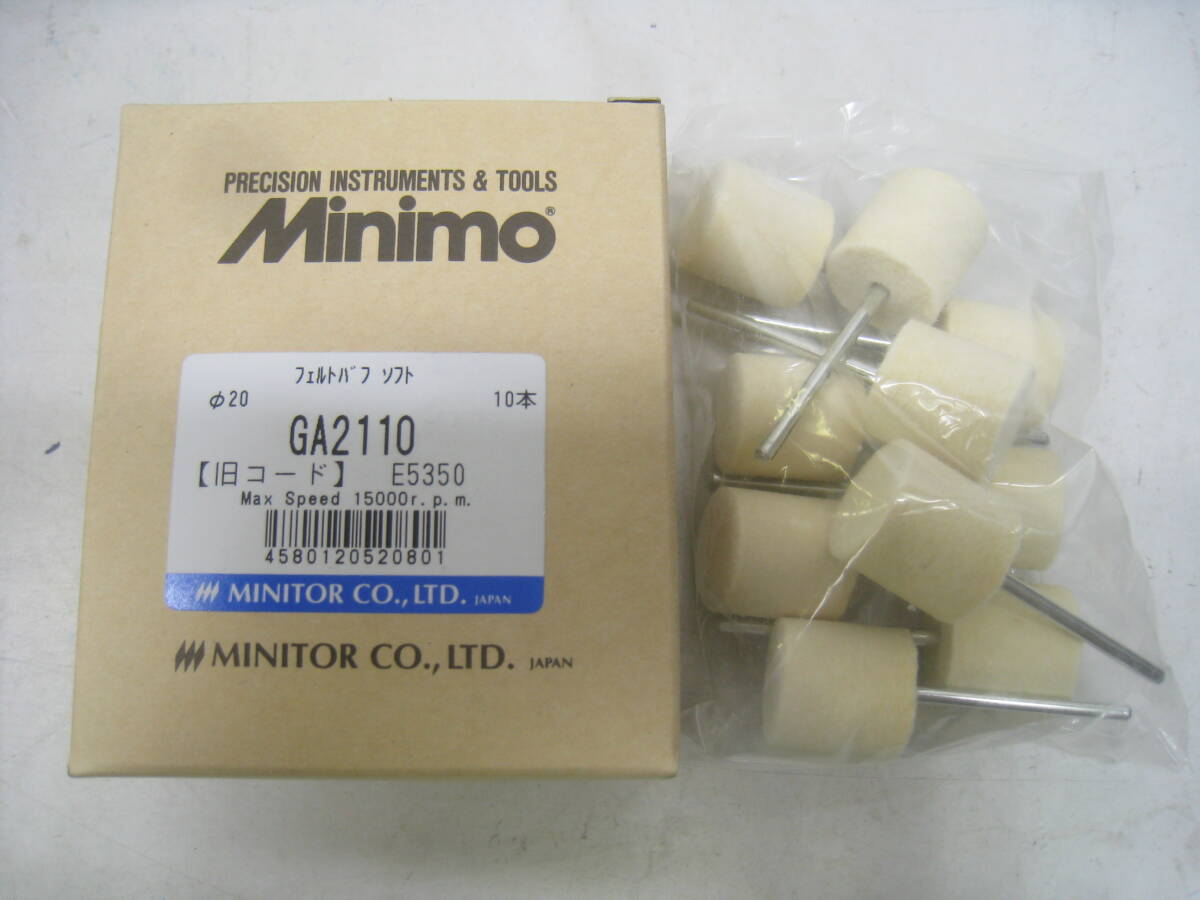 PRECISION INSTRUMENTS & TOOLS
Minimo®
ﾌｪﾙﾄﾊﾞﾌ ｿﾌﾄ
φ20 10本
GA2110
【旧コード】 E5350
Max Speed 15000r.p.m.
4580120520801
MINITOR CO.,LTD. JAPAN
MINITOR CO.,LTD. JAPAN